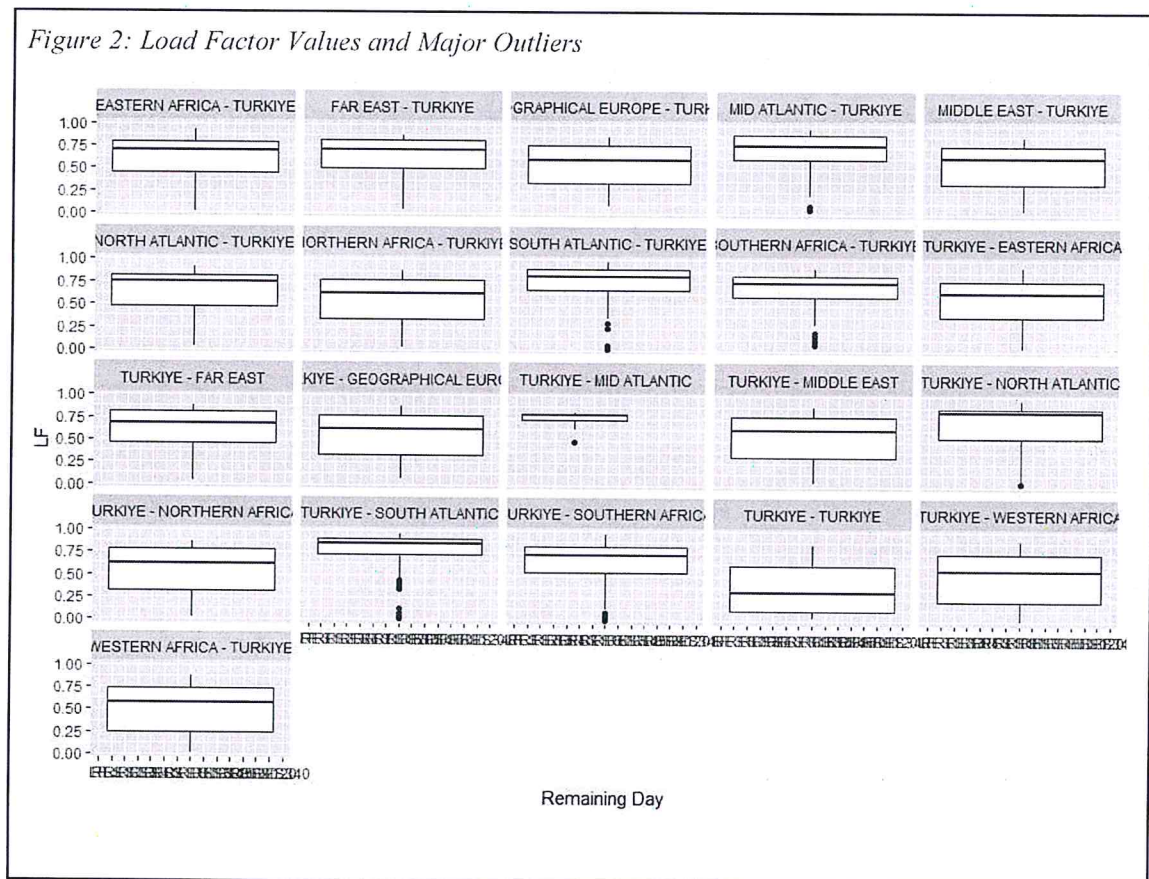 Figure 2: Load Factor Values and Major Outliers
EASTERN AFRICA - TURKIYE
FAR EAST - TURKIYE
GRAPHICAL EUROPE - TURK
MID ATLANTIC - TURKIYE
MIDDLE EAST - TURKIYE
1.00
0.75
0.50
0.25
0.00
NORTH ATLANTIC - TURKIYE
NORTHERN AFRICA - TURKIYE
SOUTH ATLANTIC - TURKIYE
SOUTHERN AFRICA - TURKIYE
TURKIYE - EASTERN AFRICA
1.00
0.75
0.50
0.25
0.00
TURKIYE - FAR EAST
KIYE - GEOGRAPHICAL EURO
TURKIYE - MID ATLANTIC
TURKIYE - MIDDLE EAST
TURKIYE - NORTH ATLANTIC
1.00
0.75
0.50
0.25
0.00
LF
TURKIYE - NORTHERN AFRICA
TURKIYE - SOUTH ATLANTIC
TURKIYE - SOUTHERN AFRICA
TURKIYE - TURKIYE
TURKIYE - WESTERN AFRICA
1.00
0.75
0.50
0.25
0.00
WESTERN AFRICA - TURKIYE
1.00
0.75
0.50
0.25
0.00
Remaining Day